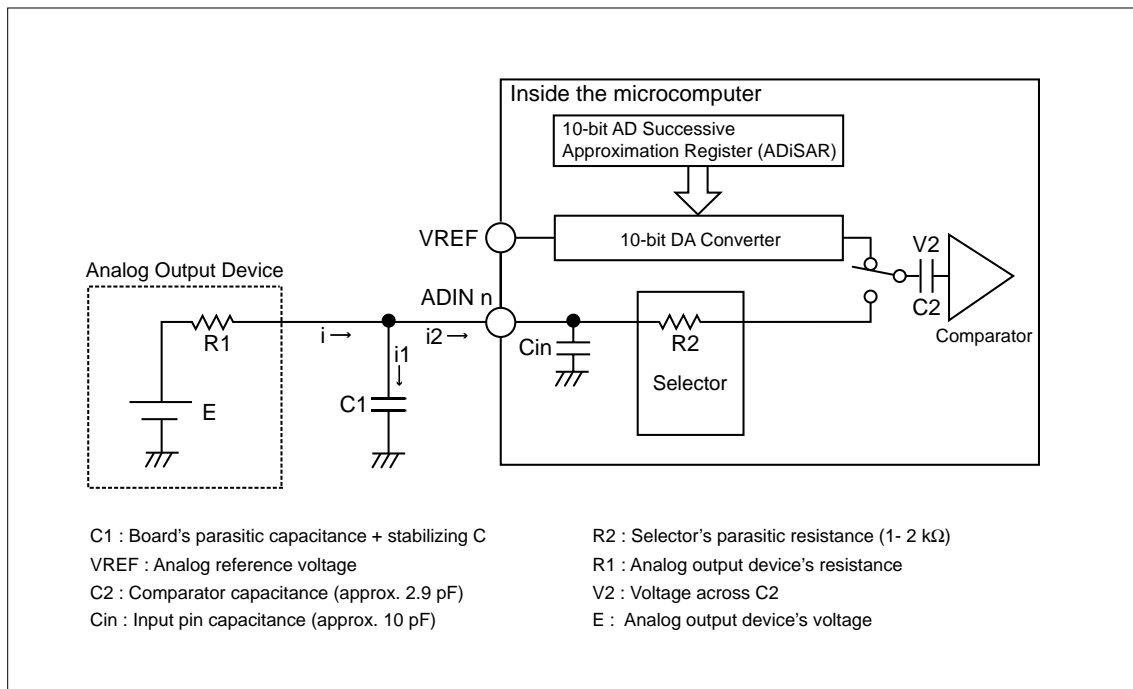 Inside the microcomputer
10-bit AD Successive
Approximation Register (ADiSAR)
VREF
10-bit DA Converter
V2
C2
Comparator
Analog Output Device
ADIN n
R1
i →
i2 →
i1
↓
Cin
R2
Selector
C1
E
C1 : Board's parasitic capacitance + stabilizing C
VREF : Analog reference voltage
C2 : Comparator capacitance (approx. 2.9 pF)
Cin : Input pin capacitance (approx. 10 pF)
R2 : Selector's parasitic resistance (1- 2 kΩ)
R1 : Analog output device's resistance
V2 : Voltage across C2
E : Analog output device's voltage